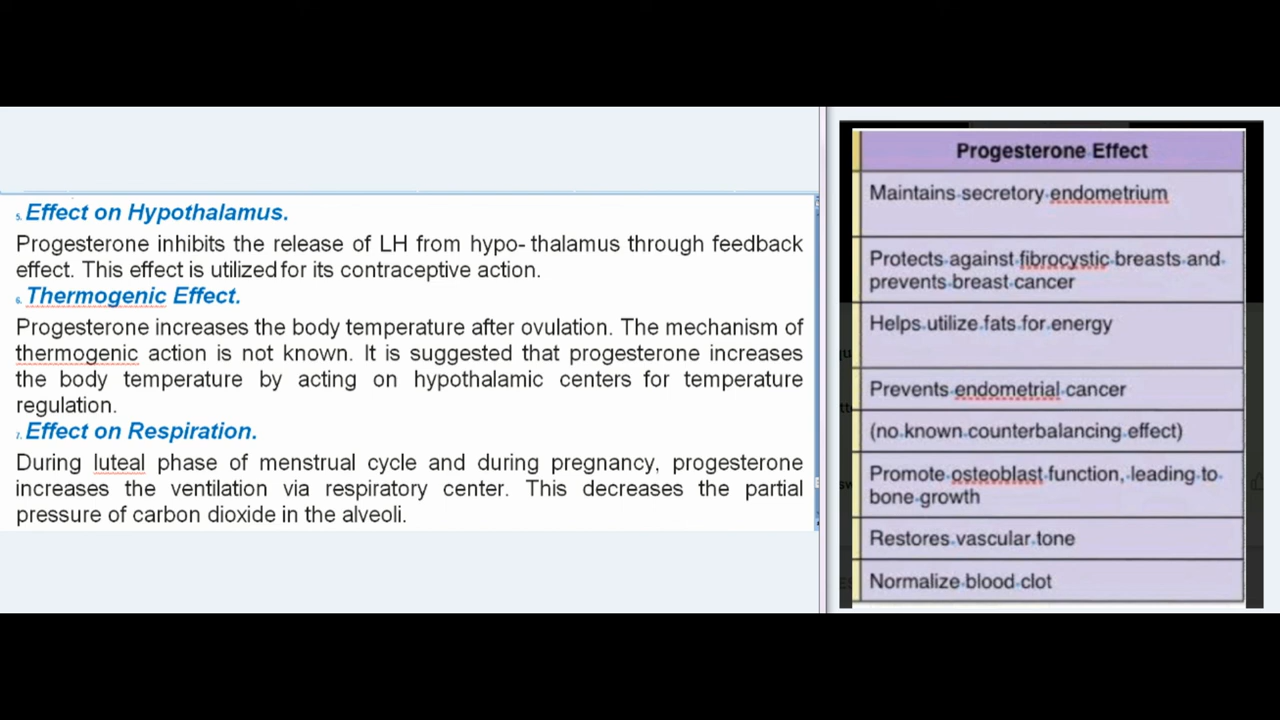 5. Effect on Hypothalamus.
Progesterone inhibits the release of LH from hypo- thalamus through feedback
effect. This effect is utilized for its contraceptive action.
6. Thermogenic Effect.
Progesterone increases the body temperature after ovulation. The mechanism of
thermogenic action is not known. It is suggested that progesterone increases
the body temperature by acting on hypothalamic centers for temperature
regulation.
7. Effect on Respiration.
During luteal phase of menstrual cycle and during pregnancy, progesterone
increases the ventilation via respiratory center. This decreases the partial
pressure of carbon dioxide in the alveoli.
Progesterone Effect
Maintains secretory endometrium
Protects against fibrocystic breasts and
prevents breast cancer
Helps utilize fats for energy
Prevents endometrial cancer
(no known counterbalancing effect)
Promote osteoblast function, leading to
bone growth
Restores vascular tone
Normalize blood clot